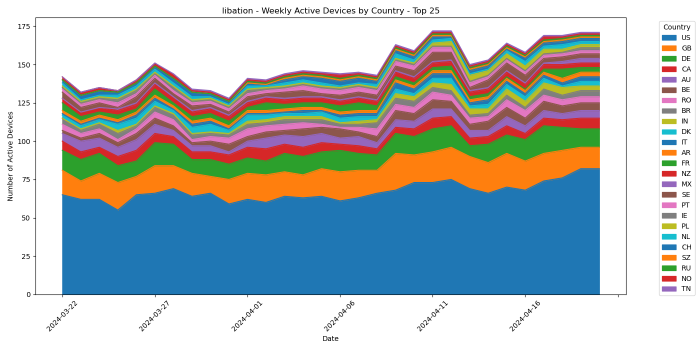 libation - Weekly Active Devices by Country - Top 25
Number of Active Devices
175
150
125
100
75
50
25
0
2024-03-22
2024-03-27
2024-04-01
2024-04-06
2024-04-11
2024-04-16
Date
Country
US
GB
DE
CA
AU
BE
RO
BR
IN
DK
IT
AR
FR
NZ
MX
SE
PT
IE
PL
NL
CH
SZ
RU
NO
TN